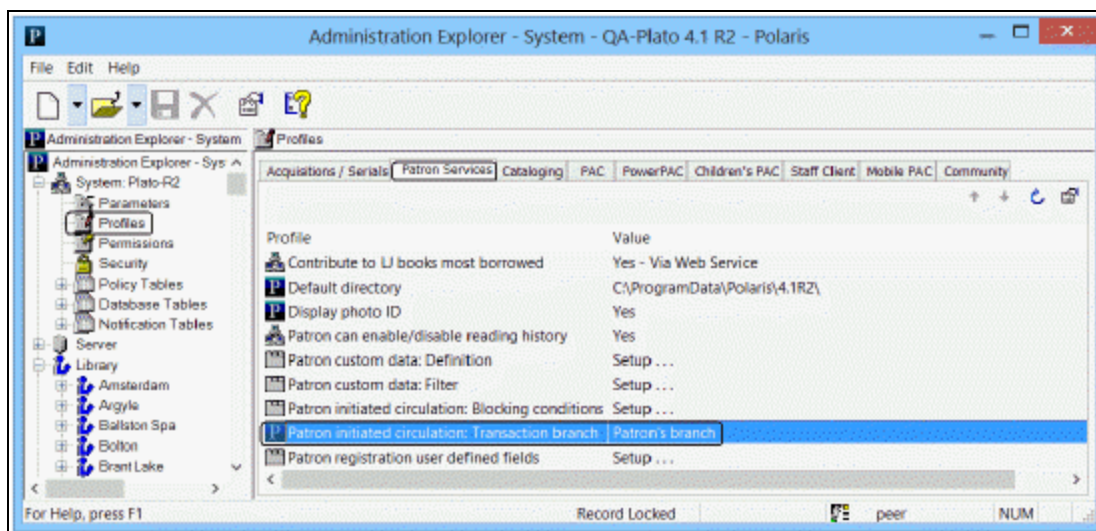 Administration Explorer - System - QA-Plato 4.1 R2 - Polaris
File Edit Help
Administration Explorer - System
Profiles
Administration Explorer - Sys
System: Plato-R2
Parameters
Profiles
Permissions
Security
Policy Tables
Database Tables
Notification Tables
Server
Library
Amsterdam
Argyle
Ballston Spa
Bolton
Brant Lake
Acquisitions / Serials Patron Services Cataloging PAC PowerPAC Children's PAC Staff Client Mobile PAC Community
Profile Value
Contribute to LJ books most borrowed Yes - Via Web Service
Default directory C:\ProgramData\Polaris\4.1R2\
Display photo ID Yes
Patron can enable/disable reading history Yes
Patron custom data: Definition Setup ...
Patron custom data: Filter Setup ...
Patron initiated circulation: Blocking conditions Setup ...
Patron initiated circulation: Transaction branch Patron's branch
Patron registration user defined fields Setup ...
For Help, press F1 Record Locked peer NUM